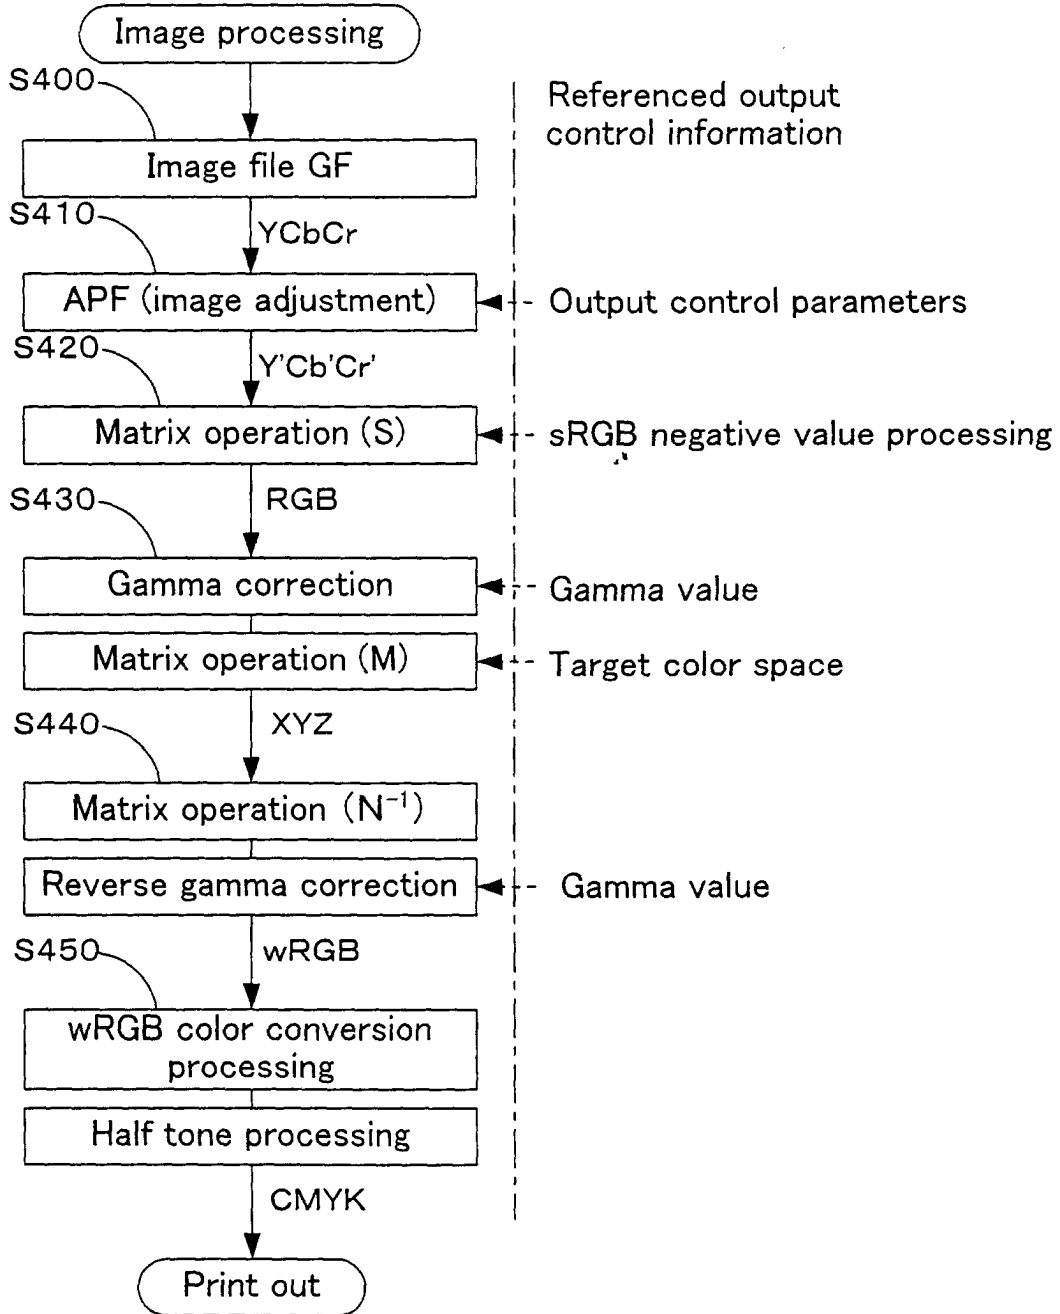 Image processing
S400
Referenced output
control information
Image file GF
S410
YCbCr
APF (image adjustment)
Output control parameters
S420
Y'Cb'Cr'
Matrix operation (S)
sRGB negative value processing
S430
RGB
Gamma correction
Gamma value
Matrix operation (M)
Target color space
S440
XYZ
Matrix operation (N⁻¹)
Reverse gamma correction
Gamma value
S450
wRGB
wRGB color conversion
processing
Half tone processing
CMYK
Print out